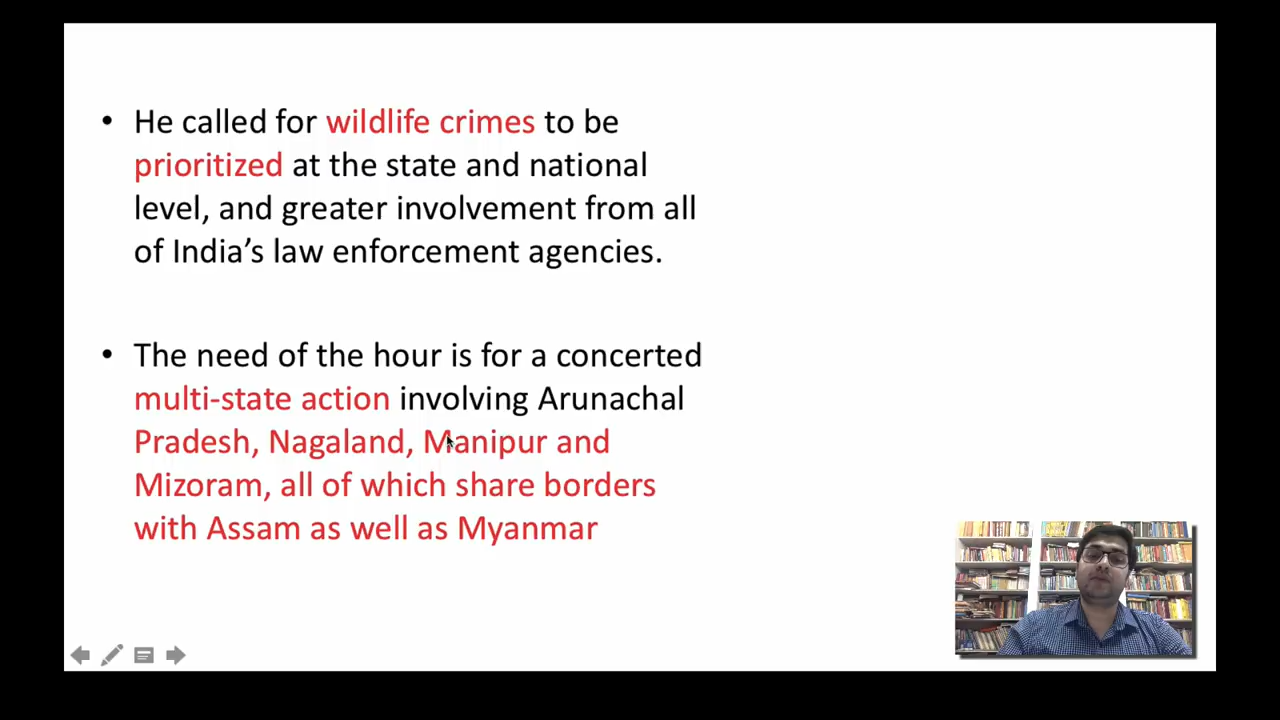 • He called for wildlife crimes to be
prioritized at the state and national
level, and greater involvement from all
of India’s law enforcement agencies.
• The need of the hour is for a concerted
multi-state action involving Arunachal
Pradesh, Nagaland, Manipur and
Mizoram, all of which share borders
with Assam as well as Myanmar